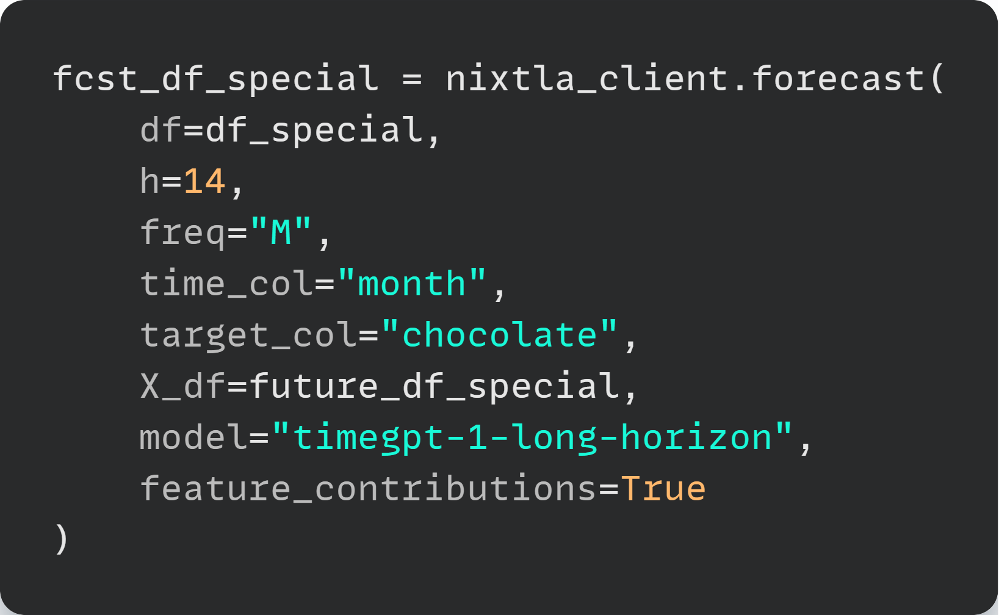 fcst_df_special = nixtla_client.forecast(
    df=df_special,
    h=14,
    freq="M",
    time_col="month",
    target_col="chocolate",
    X_df=future_df_special,
    model="timegpt-1-long-horizon",
    feature_contributions=True
)